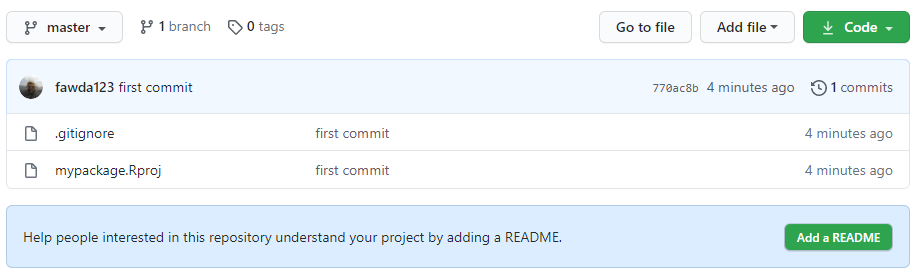 master 1 branch 0 tags Go to file Add file Code
fawda123 first commit 770ac8b 4 minutes ago 1 commits
.gitignore first commit 4 minutes ago
mypackage.Rproj first commit 4 minutes ago
Help people interested in this repository understand your project by adding a README. Add a README